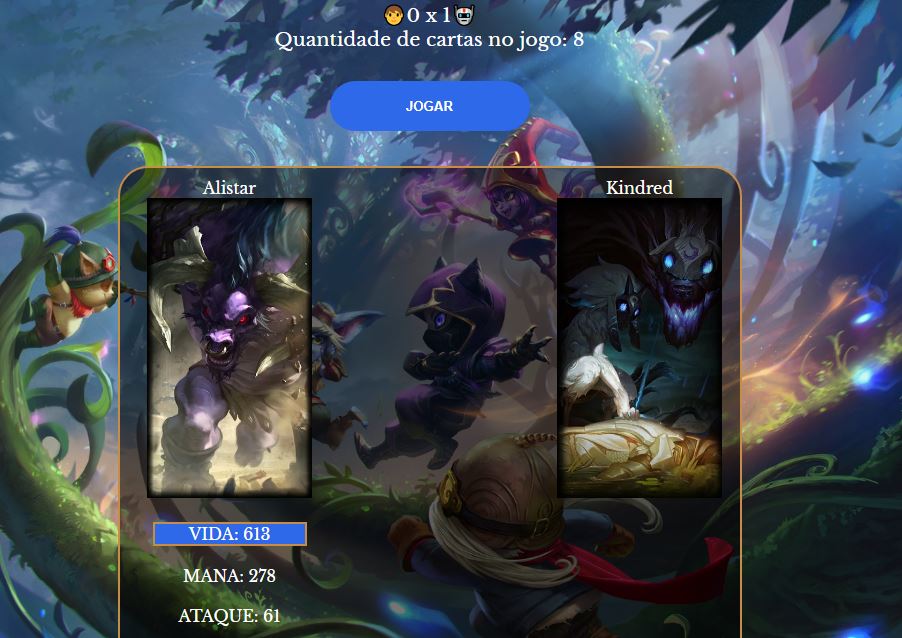 🧑0 x 1🤖
Quantidade de cartas no jogo: 8
JOGAR
Alistar
Kindred
VIDA: 613
MANA: 278
ATAQUE: 61